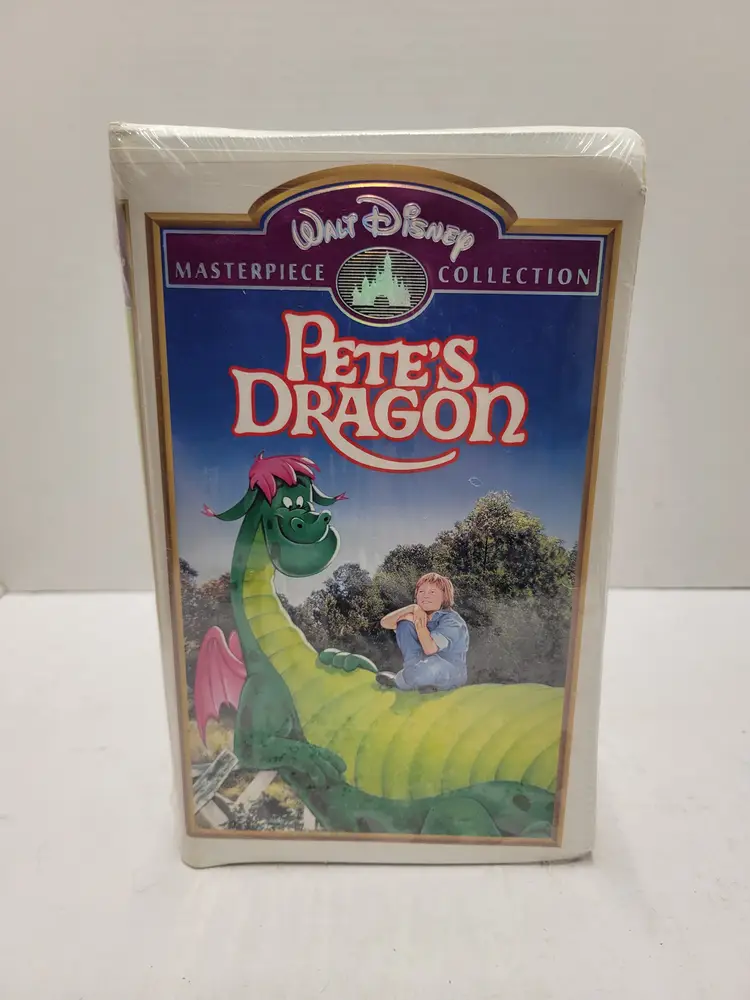 WALT DISNEY
MASTERPIECE COLLECTION
PETE'S
DRAGON